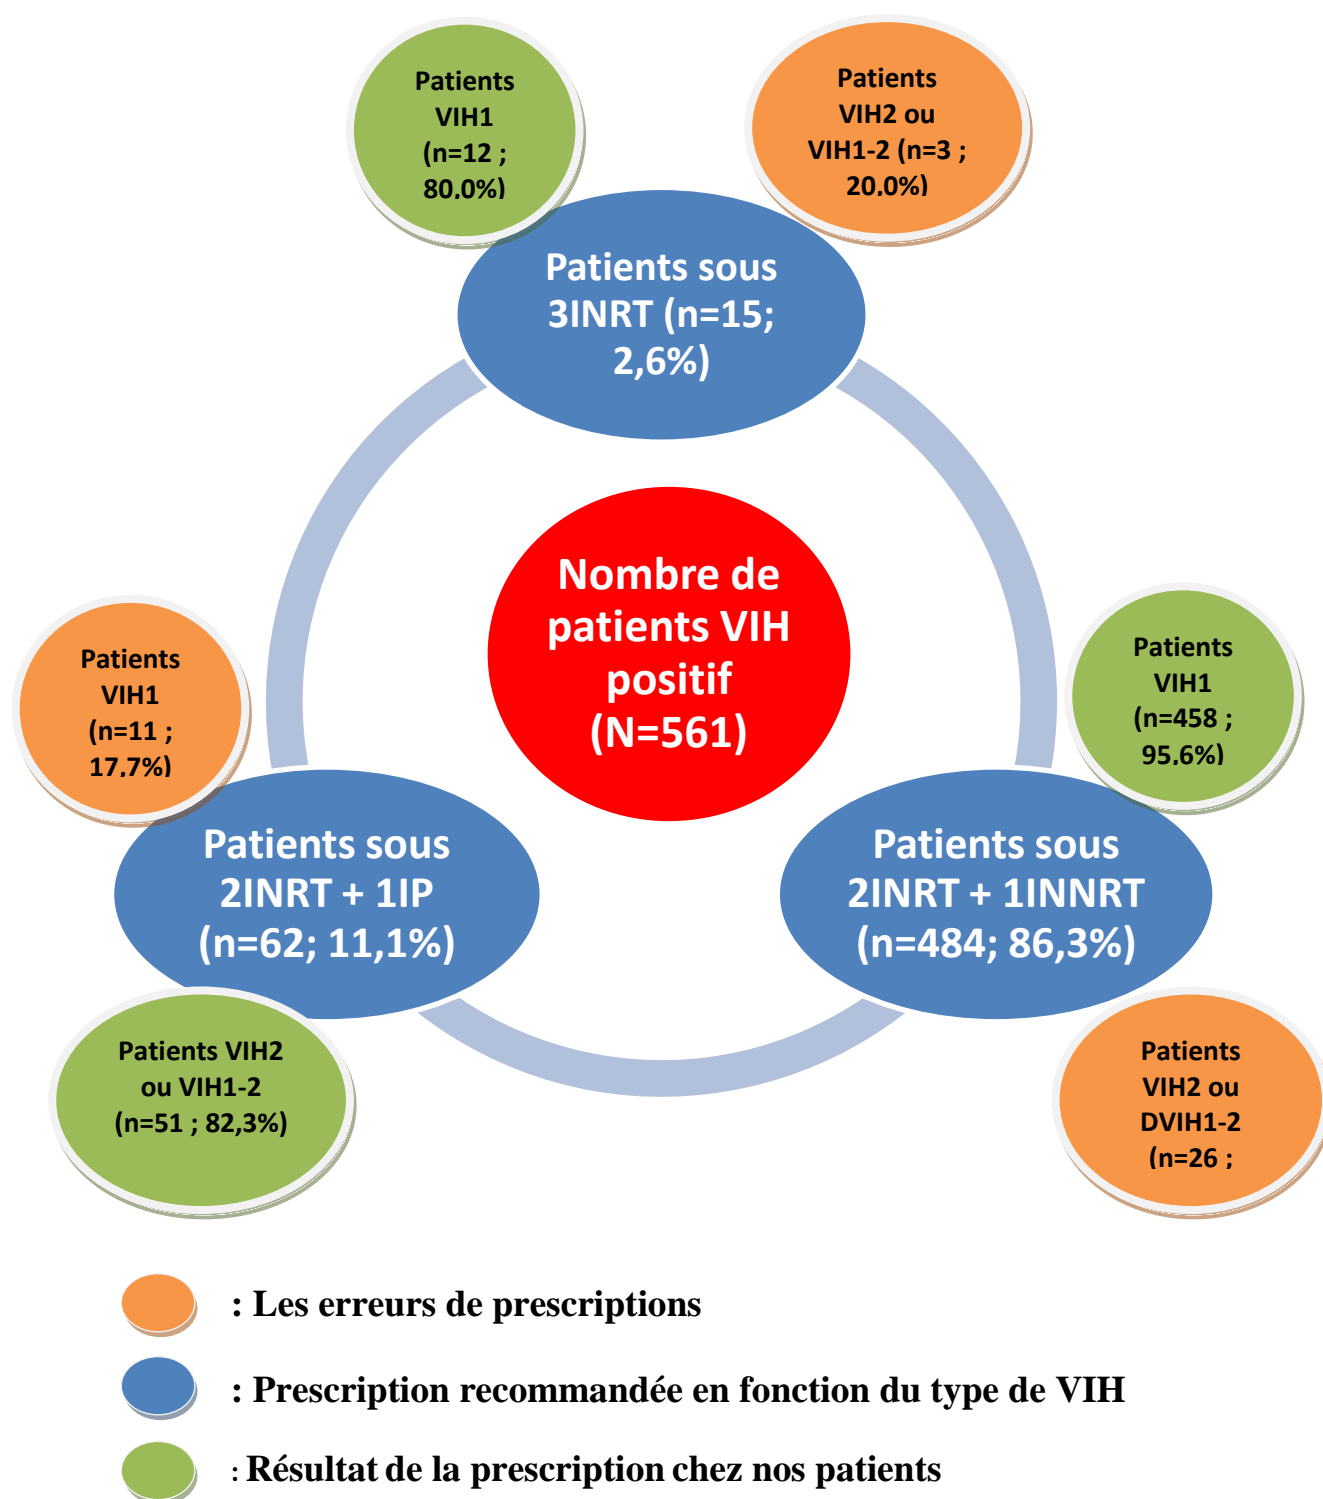 Patients
VIH1
(n=12 ;
80,0%)
Patients
VIH2 ou
VIH1-2 (n=3 ;
20,0%)
Patients sous
3INRT (n=15;
2,6%)
Nombre de
patients VIH
positif
(N=561)
Patients
VIH1
(n=11 ;
17,7%)
Patients
VIH1
(n=458 ;
95,6%)
Patients sous
2INRT + 1IP
(n=62; 11,1%)
Patients sous
2INRT + 1INNRT
(n=484; 86,3%)
Patients VIH2
ou VIH1-2
(n=51 ; 82,3%)
Patients
VIH2 ou
DVIH1-2
(n=26 ;
: Les erreurs de prescriptions
: Prescription recommandée en fonction du type de VIH
: Résultat de la prescription chez nos patients